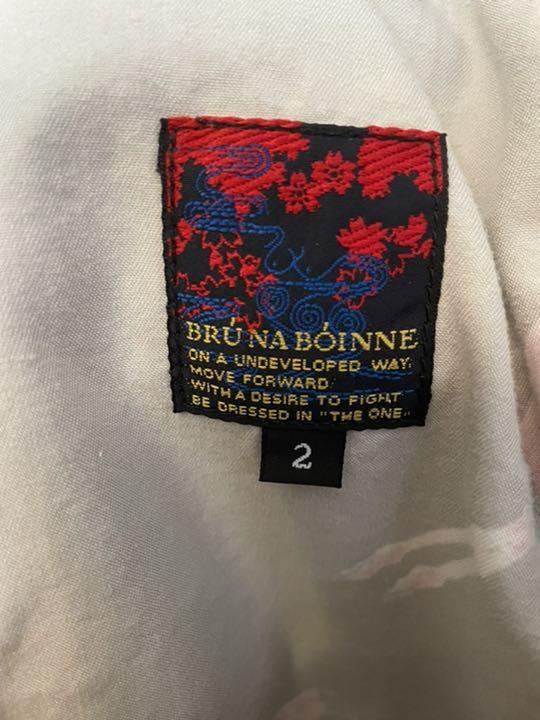 BRÚ NA BÓINNE
ON A UNDEVELOPED WAY,
MOVE FORWARD
WITH A DESIRE TO FIGHT
BE DRESSED IN "THE ONE„
2